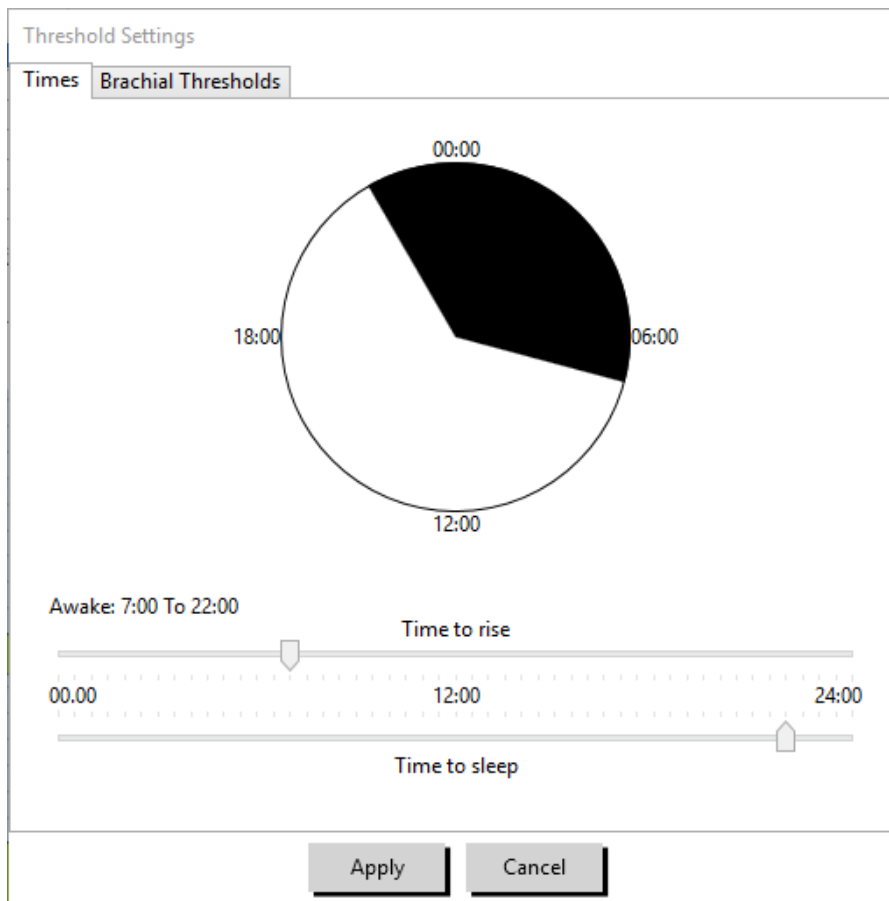 Threshold Settings
Times
Brachial Thresholds
00:00
18:00
06:00
12:00
Awake: 7:00 To 22:00
Time to rise
00.00
12:00
24:00
Time to sleep
Apply
Cancel